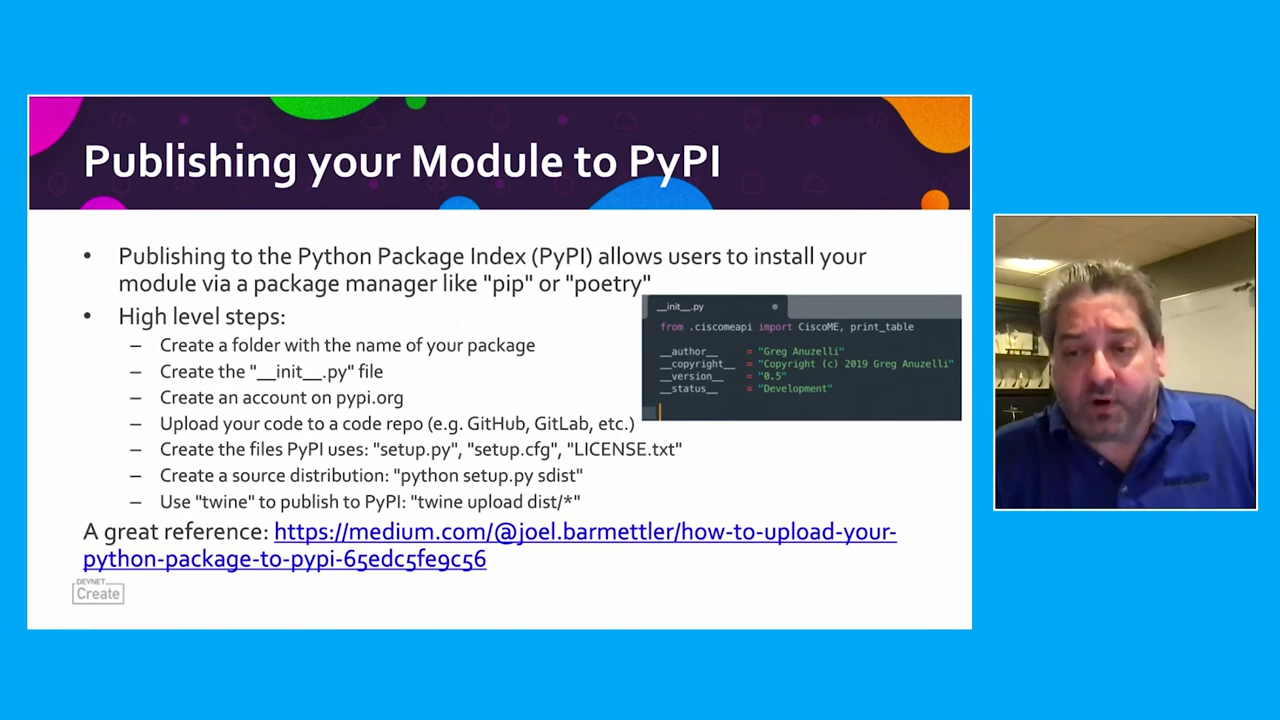 Publishing your Module to PyPI
• Publishing to the Python Package Index (PyPI) allows users to install your
module via a package manager like "pip" or "poetry"
• High level steps:
– Create a folder with the name of your package
– Create the "__init__.py" file
– Create an account on pypi.org
– Upload your code to a code repo (e.g. GitHub, GitLab, etc.)
– Create the files PyPI uses: "setup.py", "setup.cfg", "LICENSE.txt"
– Create a source distribution: "python setup.py sdist"
– Use "twine" to publish to PyPI: "twine upload dist/*"
A great reference: https://medium.com/@joel.barmettler/how-to-upload-your-
python-package-to-pypi-65edc5fe9c56
__init__.py
from .ciscomeapi import CiscoME, print_table
__author__ = "Greg Anuzelli"
__copyright__ = "Copyright (c) 2019 Greg Anuzelli"
__version__ = "0.5"
__status__ = "Development"
DEVNET
Create